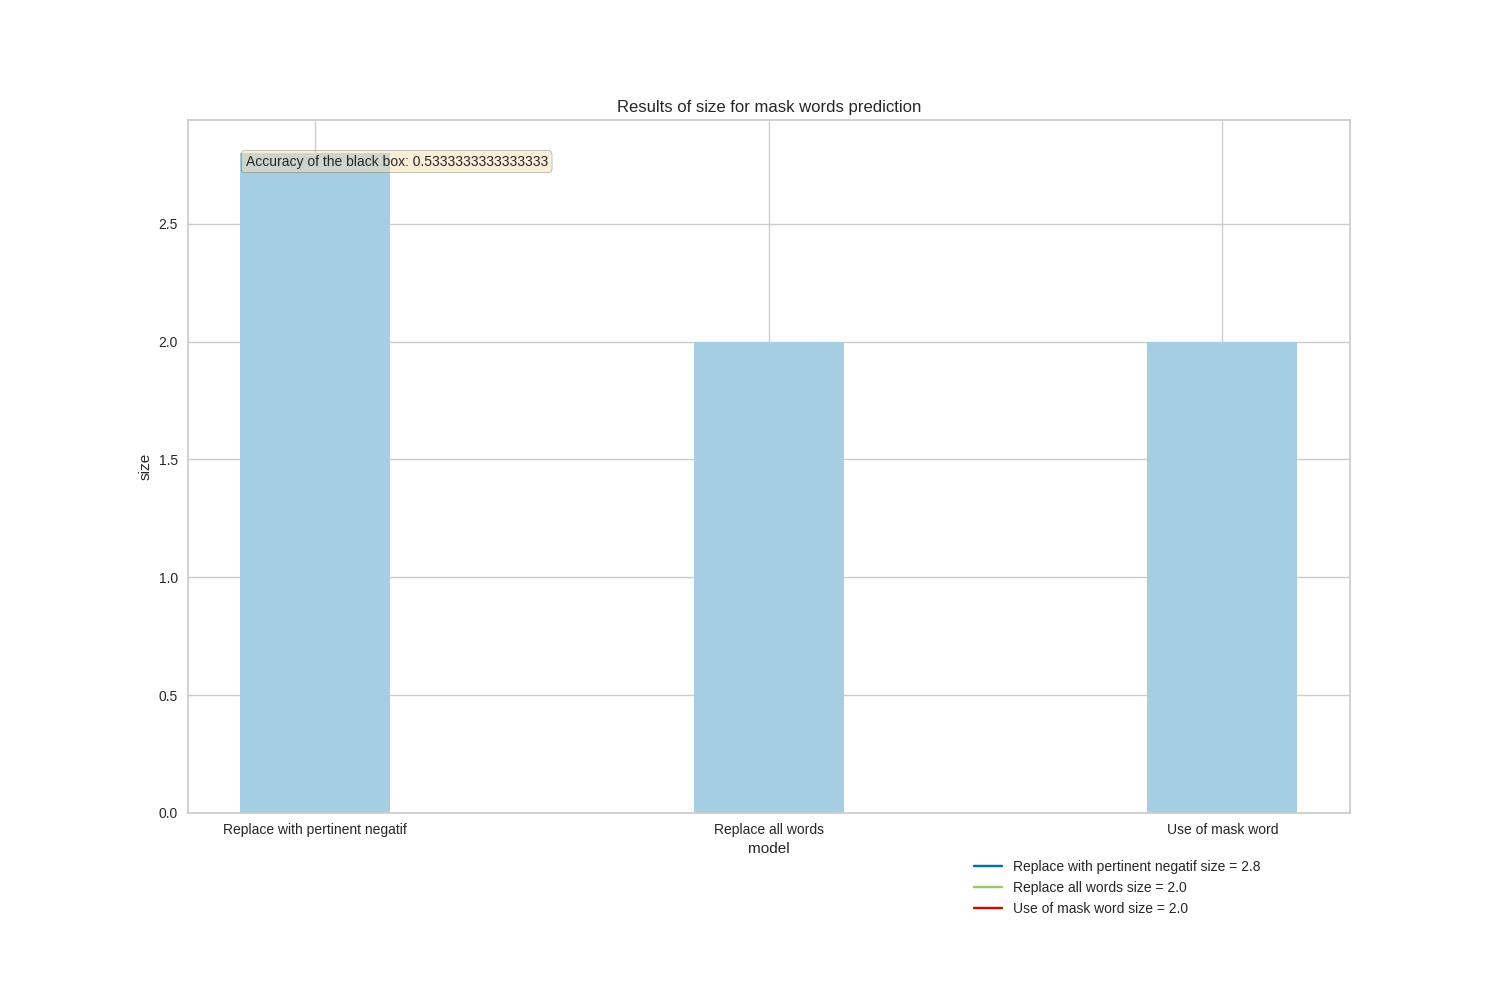 Results of size for mask words prediction
Accuracy of the black box: 0.5333333333333333
2.5
2.0
1.5
1.0
0.5
0.0
size
Replace with pertinent negatif
Replace all words
Use of mask word
model
Replace with pertinent negatif size = 2.8
Replace all words size = 2.0
Use of mask word size = 2.0